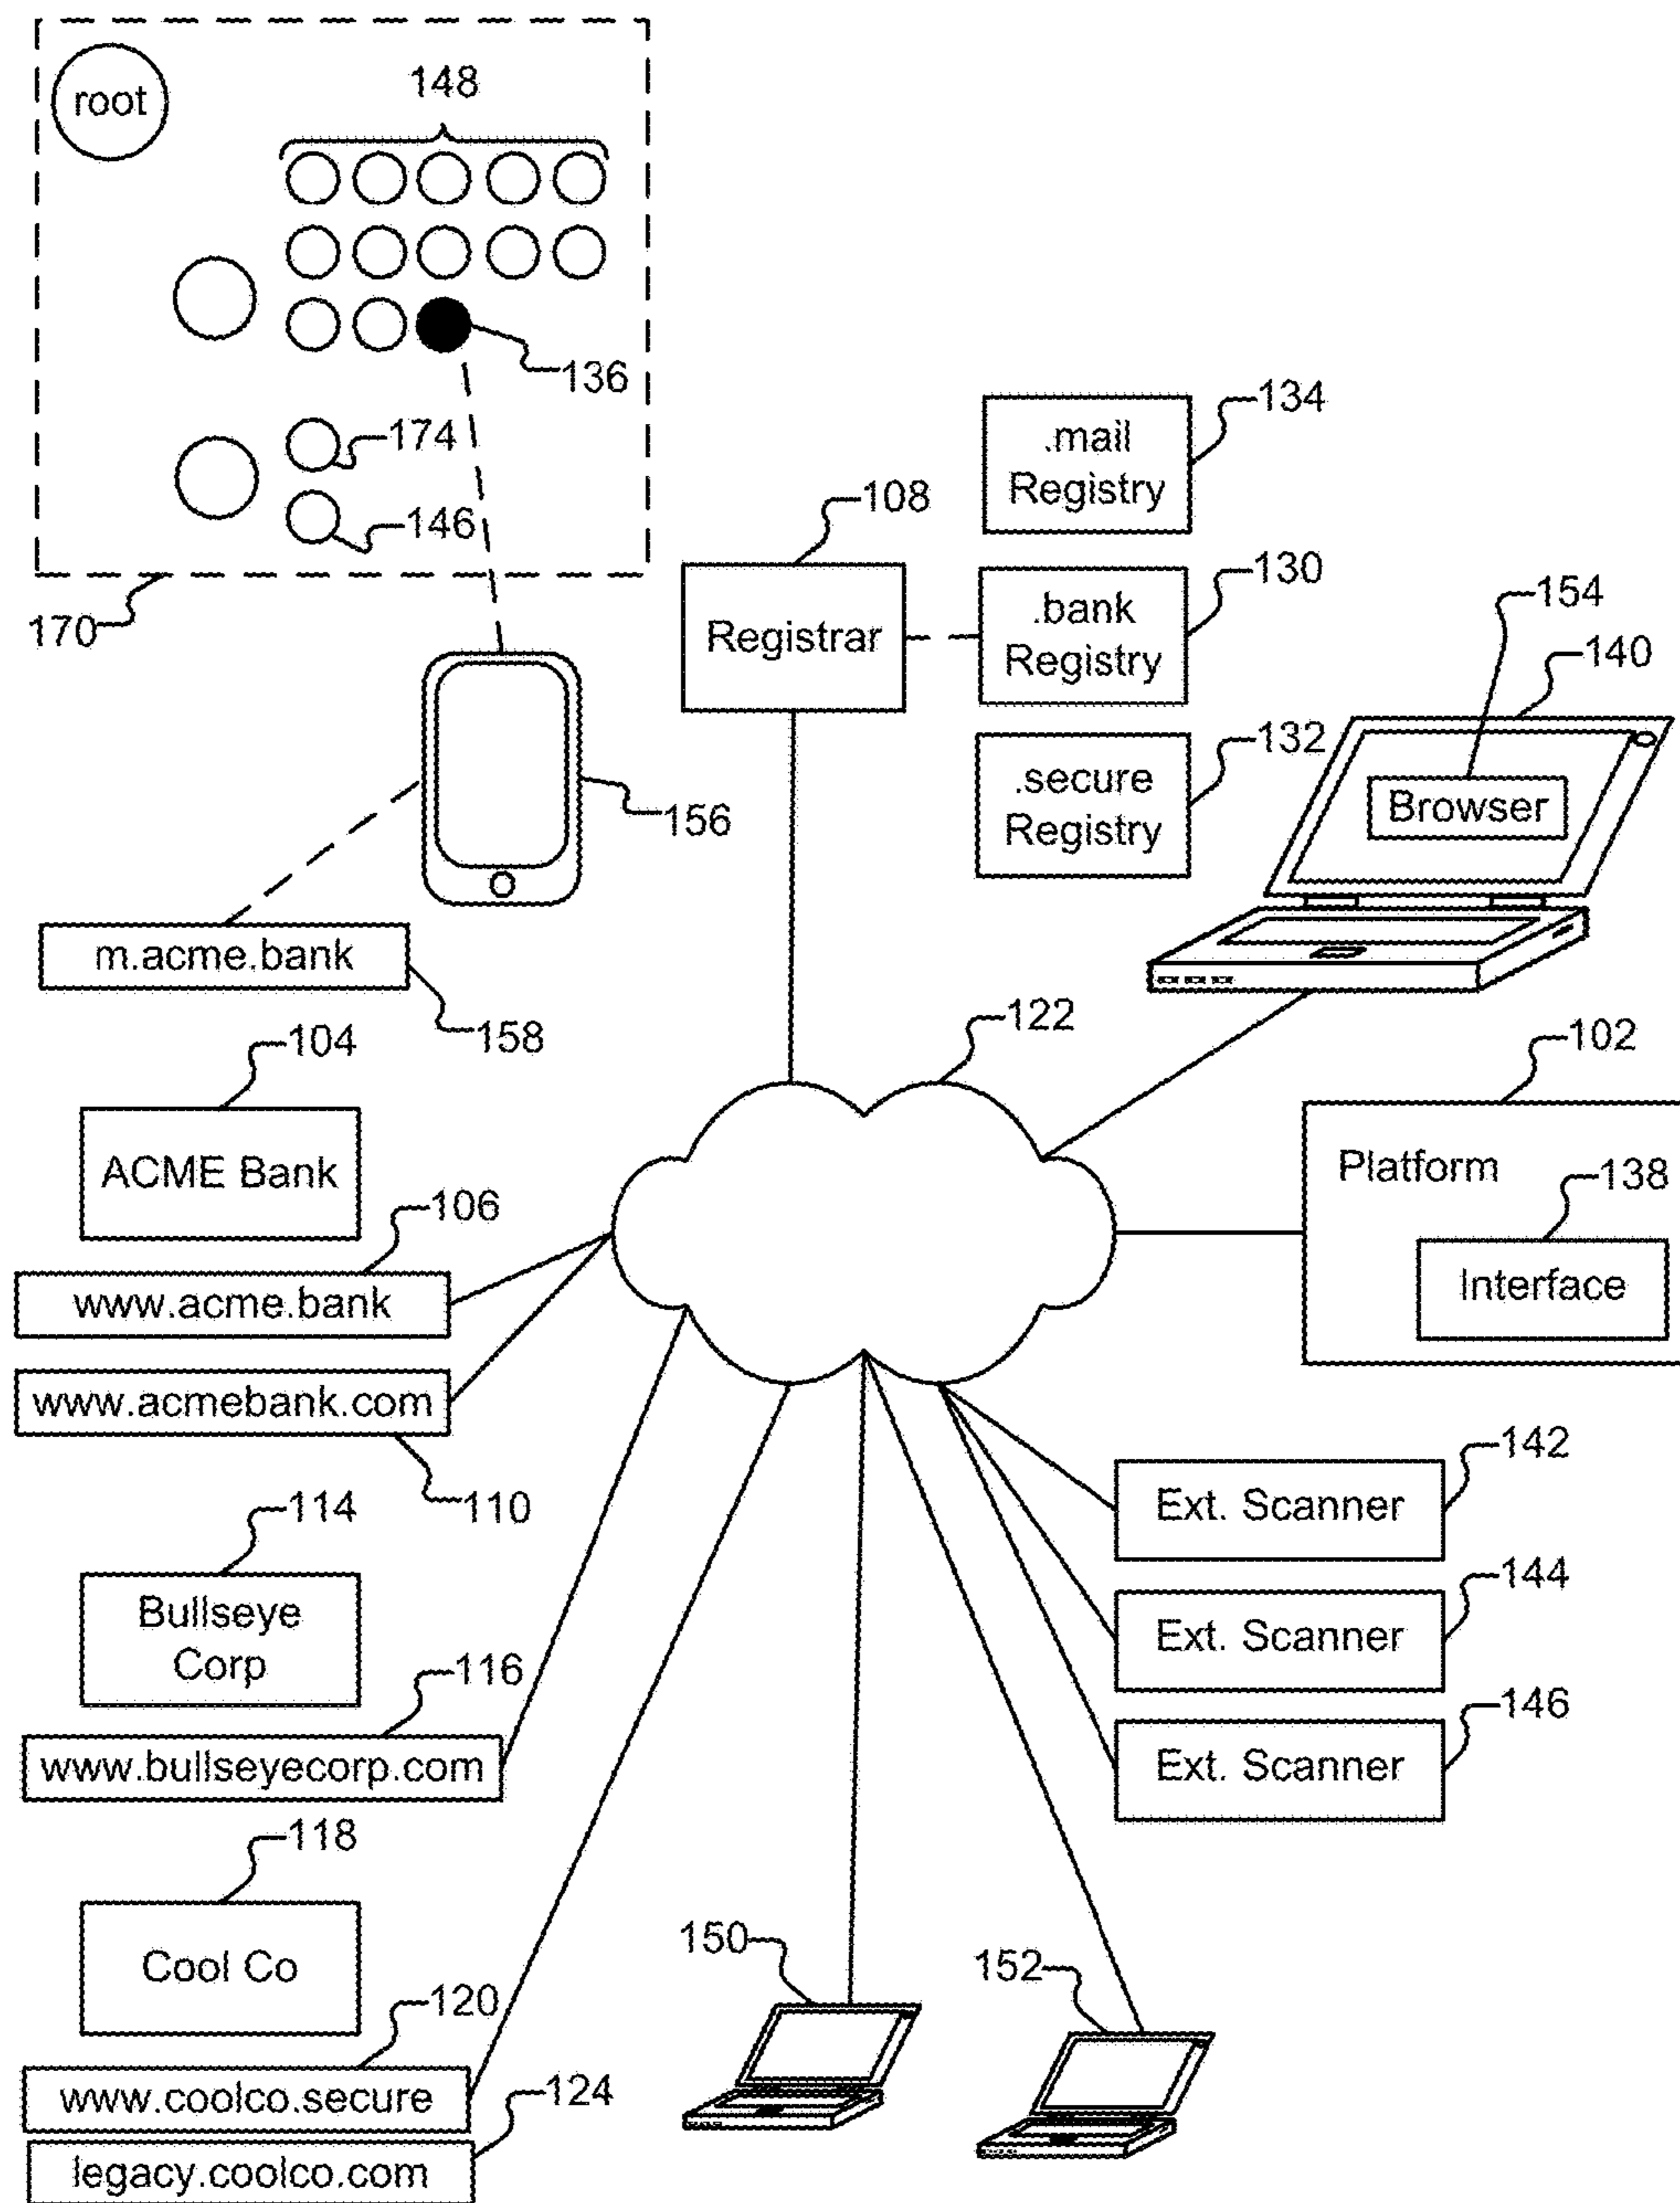 root
148
136
174
146
170
156
m.acme.bank
158
108
Registrar
.mail
Registry
134
.bank
Registry
130
.secure
Registry
132
154
140
Browser
122
102
Platform
138
Interface
104
ACME Bank
106
www.acme.bank
www.acmebank.com
110
114
Bullseye
Corp
116
www.bullseyecorp.com
118
Cool Co
120
www.coolco.secure
124
legacy.coolco.com
142
Ext. Scanner
144
Ext. Scanner
146
Ext. Scanner
150
152